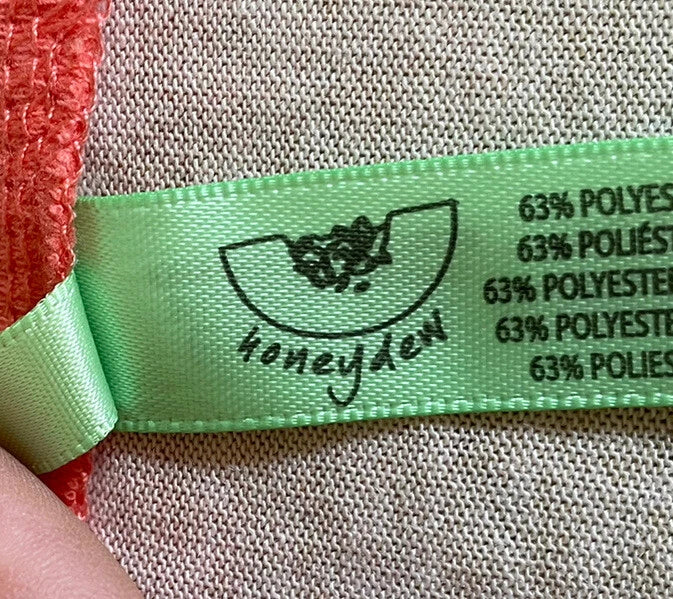 honeydew
63% POLYES
63% POLIÉST
63% POLYESTER
63% POLYESTE
63% POLIES